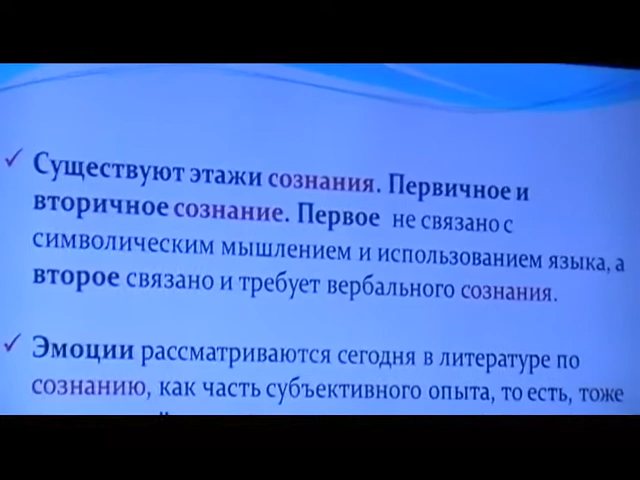 Существуют этажи сознания. Первичное и
вторичное сознание. Первое не связано с
символическим мышлением и использованием языка, а
второе связано и требует вербального сознания.
Эмоции рассматриваются сегодня в литературе по
сознанию, как часть субъективного опыта, то есть, тоже